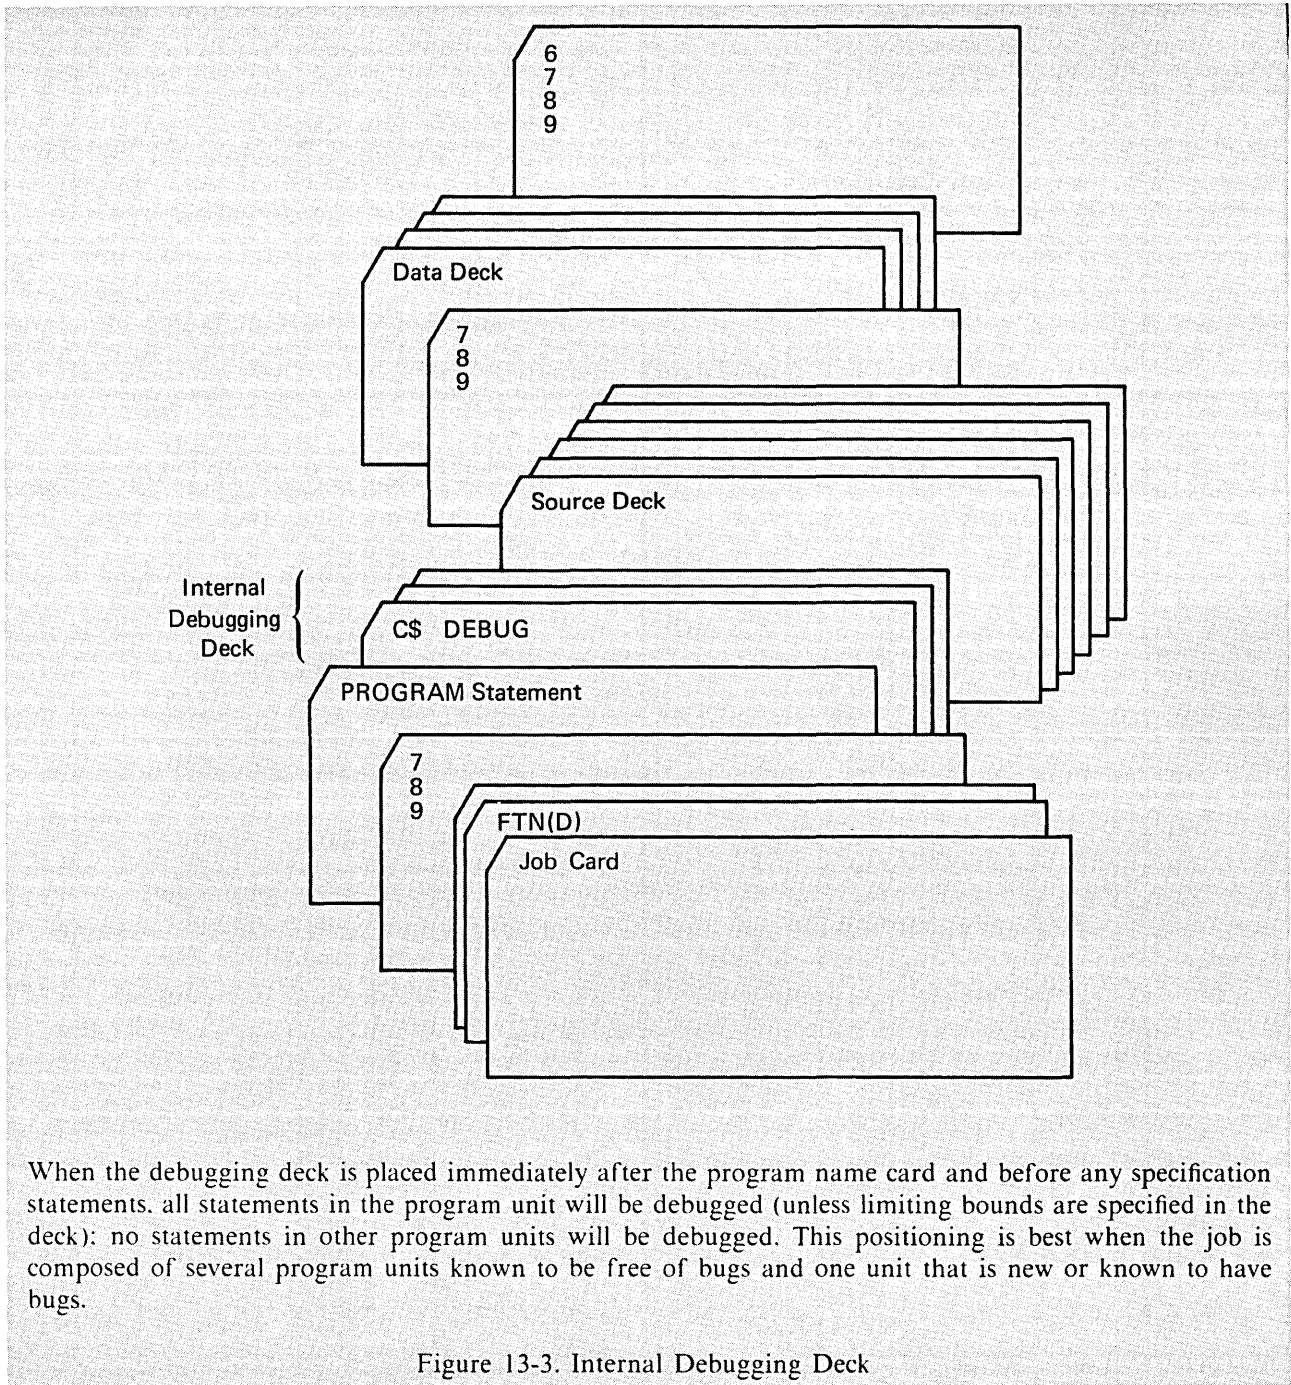 6
7
8
9
Data Deck
7
8
9
Source Deck
Internal
Debugging
Deck
C$ DEBUG
PROGRAM Statement
7
8
9
FTN(D)
Job Card
When the debugging deck is placed immediately after the program name card and before any specification
statements. all statements in the program unit will be debugged (unless limiting bounds are specified in the
deck): no statements in other program units will be debugged. This positioning is best when the job is
composed of several program units known to be free of bugs and one unit that is new or known to have
bugs.
Figure 13-3. Internal Debugging Deck